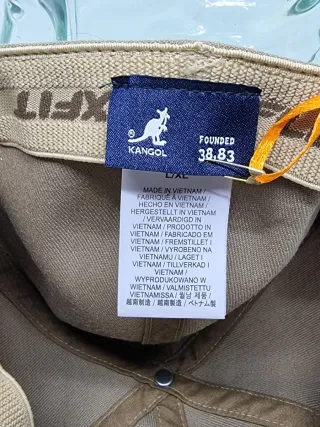 XFIT
®
KANGOL
FOUNDED
38.83
L/XL
MADE IN VIETNAM /
FABRIQUÉ À VIETNAM /
HECHO EN VIETNAM /
HERGESTELLT IN VIETNAM
/ VERVAARDIGD IN
VIETNAM / PRODOTTO IN
VIETNAM / FABRICADO EM
VIETNAM / FREMSTILLET I
VIETNAM / VYROBENO NA
VIETNAMU / LAGET I
VIETNAM / TILLVERKAD I
VIETNAM /
WYPRODUKOWANO W
WIETNAM / VALMISTETTU
VIETNAMISSA / 월남 제품 /
越南製造 / 越南制造 / ベトナム製